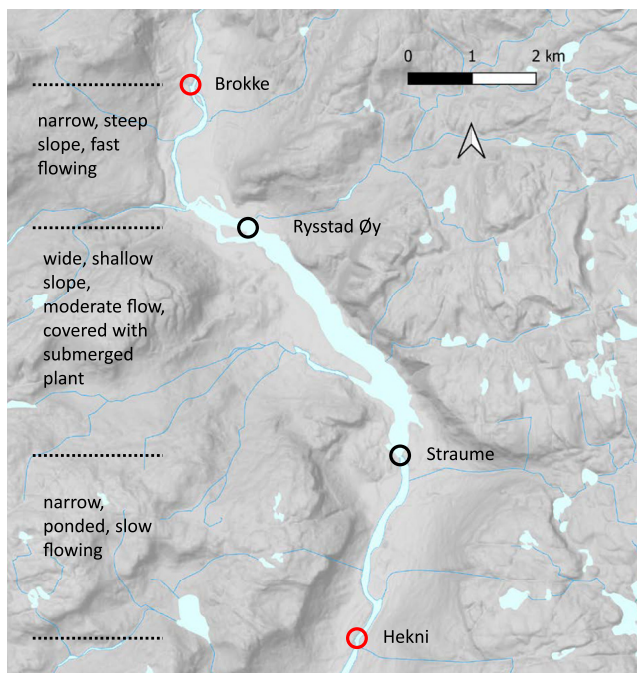 0 1 2 km
Brokke
narrow, steep
slope, fast
flowing
Rysstad Øy
wide, shallow
slope,
moderate flow,
covered with
submerged
plant
Straume
narrow,
ponded, slow
flowing
Hekni